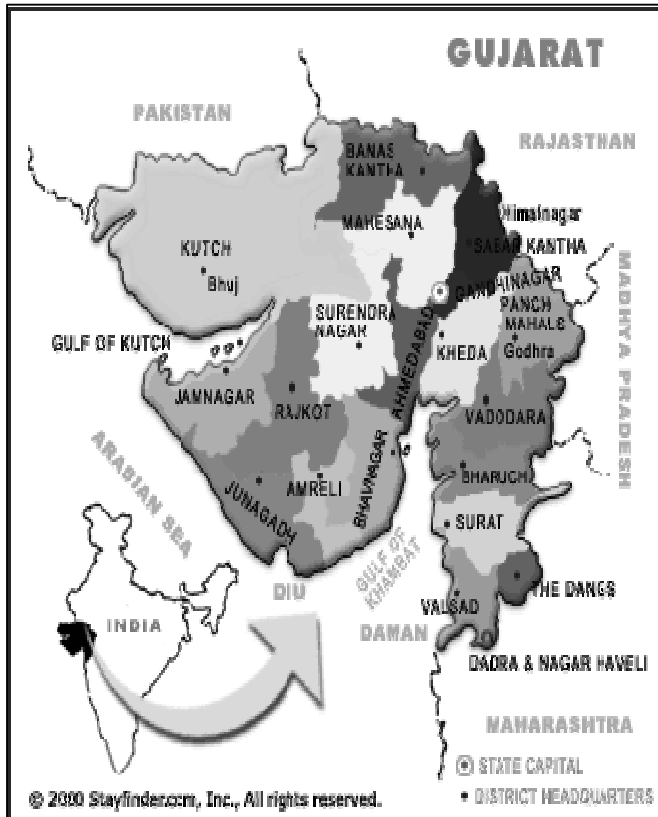 GUJARAT
PAKISTAN
RAJASTHAN
BANAS
KANTHA
Himatnagar
MAHESANA
SABAR KANTHA
KUTCH
Bhuj
GANDHINAGAR
PANCH
MAHALS
Godhra
SURENDRA
NAGAR
AHMEDABAD
KHEDA
MADHYA PRADESH
GULF OF KUTCH
JAMNAGAR
RAJKOT
VADODARA
ARABIAN SEA
JUNAGADH
AMRELI
BHAVNAGAR
BHARUCH
SURAT
GULF OF
KHAMBAT
DIU
THE DANGS
VALSAD
INDIA
DAMAN
DADRA & NAGAR HAVELI
MAHARASHTRA
STATE CAPITAL
DISTRICT HEADQUARTERS
© 2000 Stayfinder.com, Inc., All rights reserved.